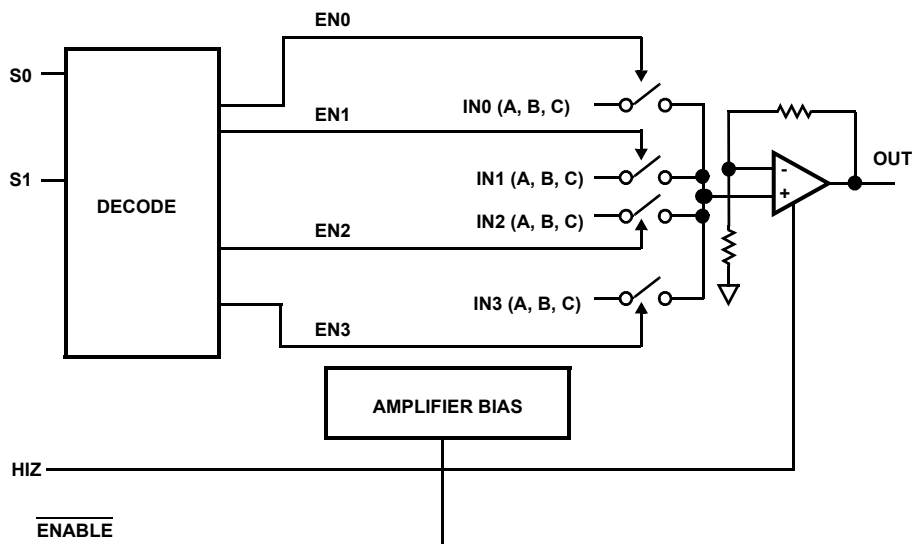 EN0
S0
IN0 (A, B, C)
EN1
OUT
S1
IN1 (A, B, C)
-
+
DECODE
IN2 (A, B, C)
EN2
IN3 (A, B, C)
EN3
AMPLIFIER BIAS
HIZ
ENABLE